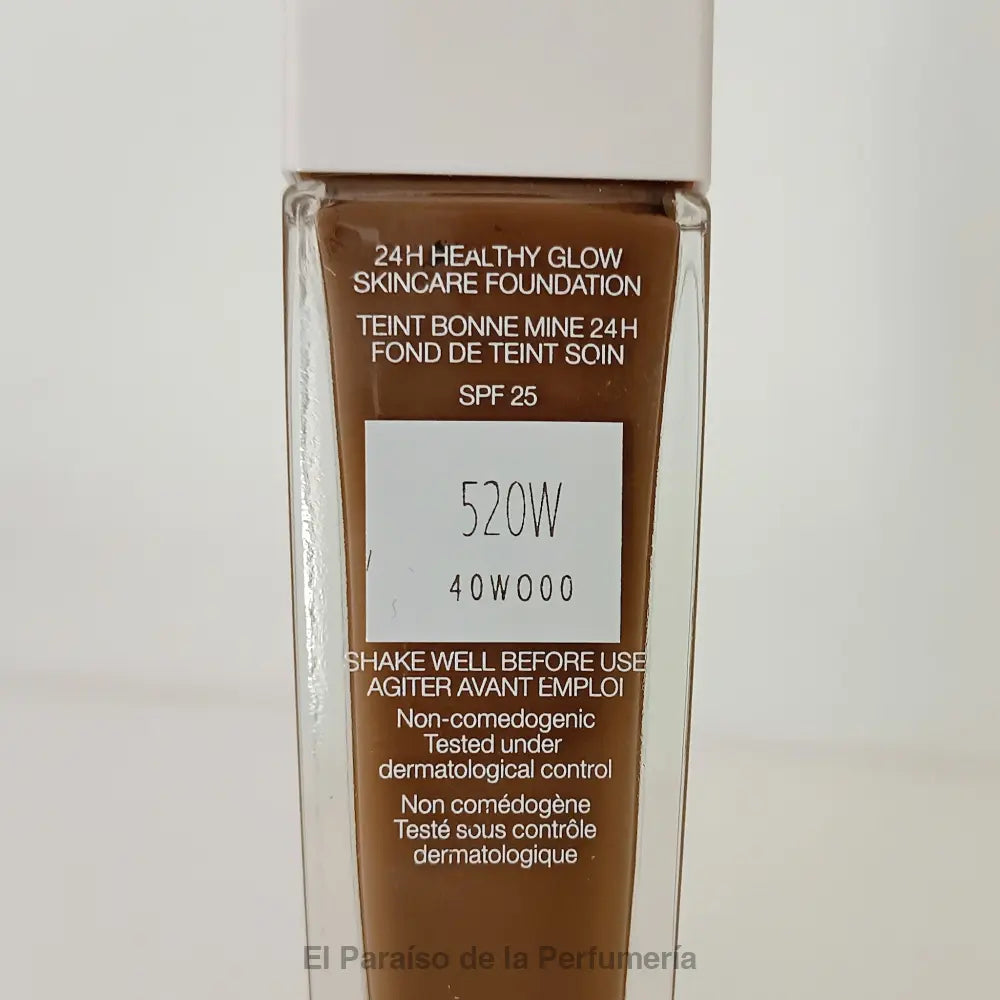 24H HEALTHY GLOW
SKINCARE FOUNDATION
TEINT BONNE MINE 24H
FOND DE TEINT SOIN
SPF 25
520W
40W000
SHAKE WELL BEFORE USE
AGITER AVANT EMPLOI
Non-comedogenic
Tested under
dermatological control
Non comédogène
Testé sous contrôle
dermatologique
El Paraíso de la Perfumería